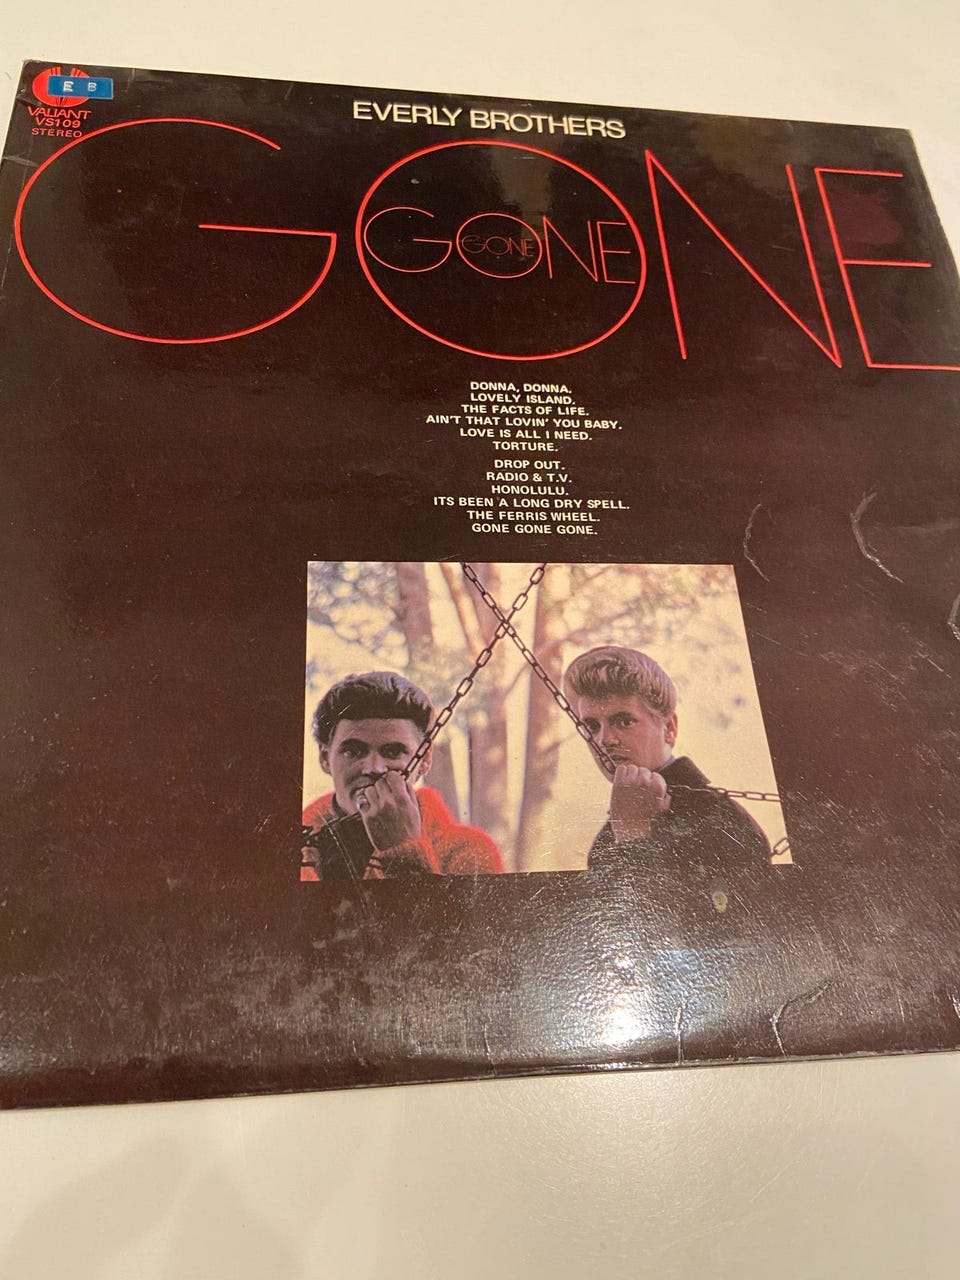 E B
VALIANT
VS109
STEREO
EVERLY BROTHERS
GONE
GONE
GONE
DONNA, DONNA.
LOVELY ISLAND.
THE FACTS OF LIFE.
AIN'T THAT LOVIN' YOU BABY.
LOVE IS ALL I NEED.
TORTURE.
DROP OUT.
RADIO & T.V.
HONOLULU.
ITS BEEN A LONG DRY SPELL.
THE FERRIS WHEEL.
GONE GONE GONE.